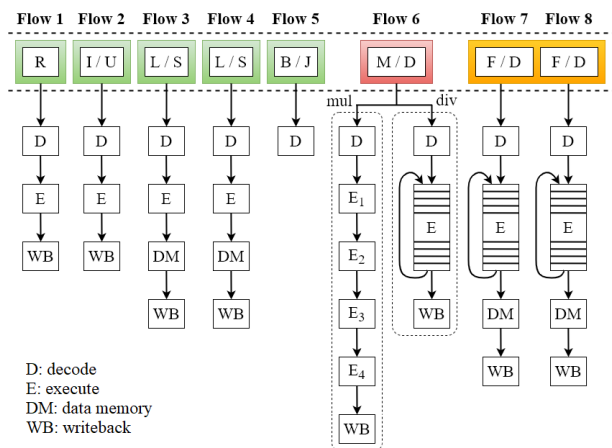 Flow 1 Flow 2 Flow 3 Flow 4 Flow 5 Flow 6 Flow 7 Flow 8
R I / U L / S L / S B / J M / D F / D F / D
mul div
D D D D D D D D D
E E E E E₁ E E E
WB WB DM DM E₂
WB WB E₃ WB DM DM
E₄ WB WB
WB
D: decode
E: execute
DM: data memory
WB: writeback